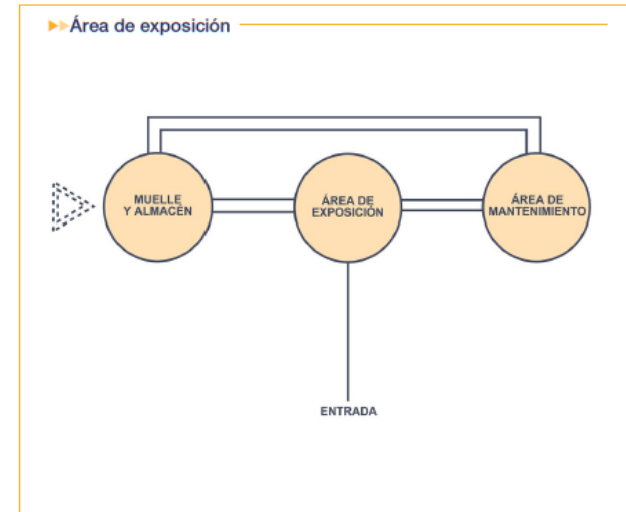 Área de exposición
MUELLE
Y ALMACÉN
ÁREA DE
EXPOSICIÓN
ÁREA DE
MANTENIMIENTO
ENTRADA